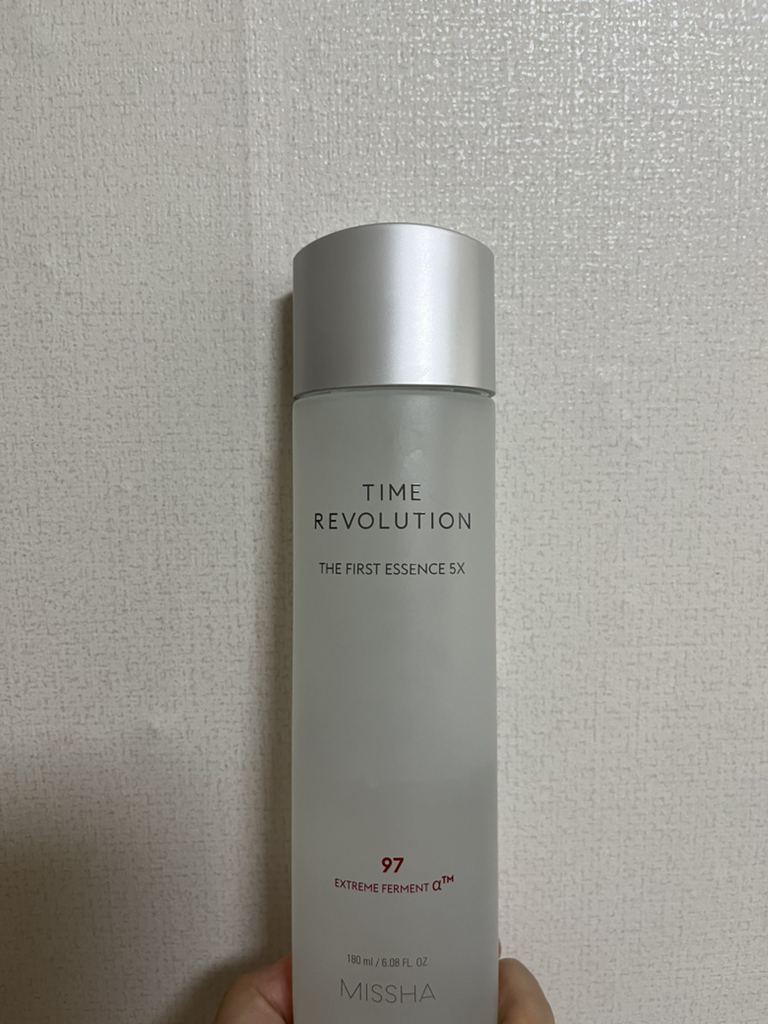 TIME
REVOLUTION
THE FIRST ESSENCE 5X
97
EXTREME FERMENT α™
180 ml / 6.08 FL. OZ
MISSHA